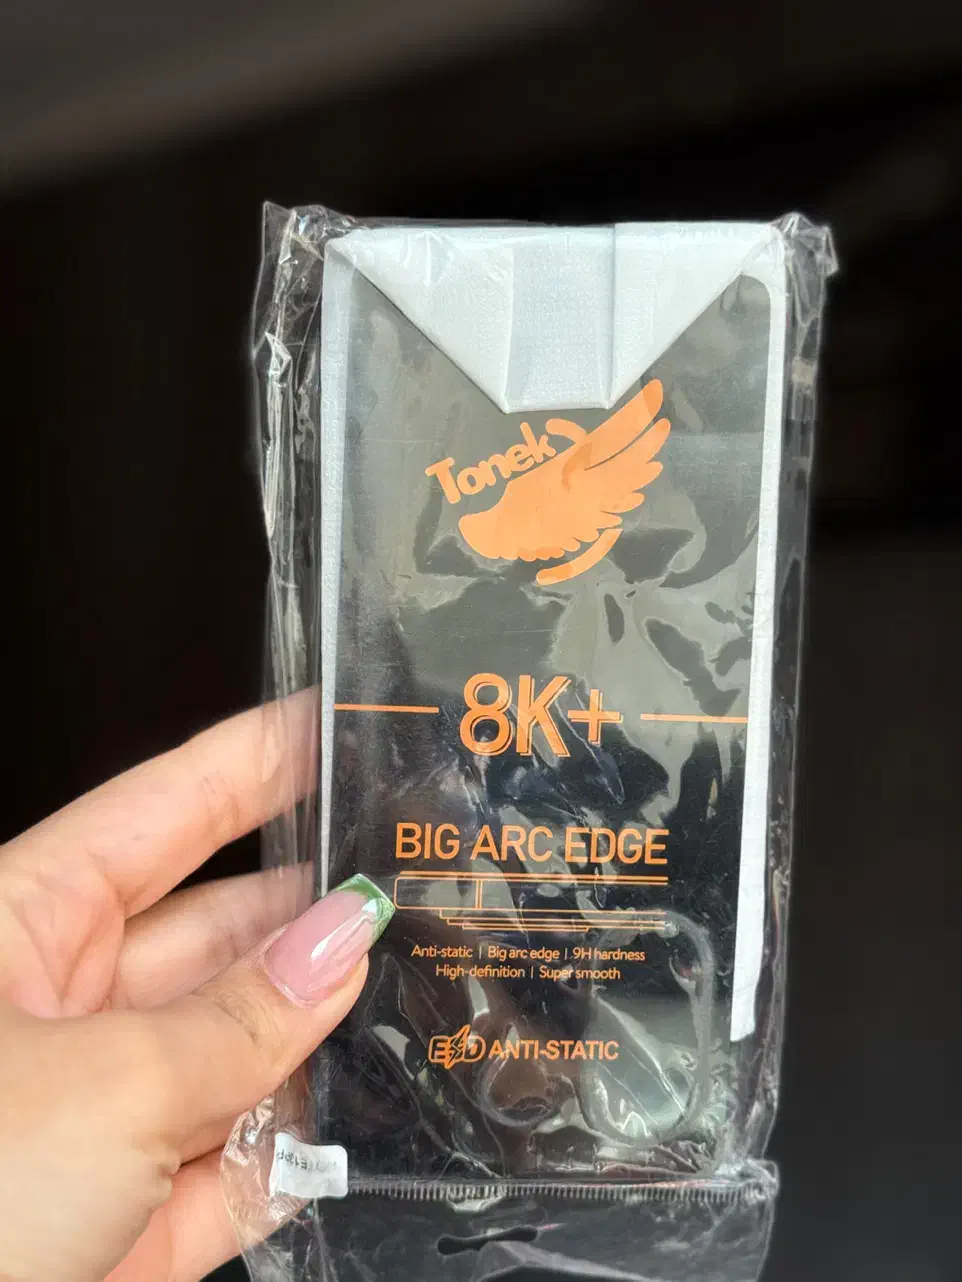 Tonek
8K+
BIG ARC EDGE
Anti-static | Big arc edge | 9H hardness
High-definition | Super smooth
ESD ANTI-STATIC